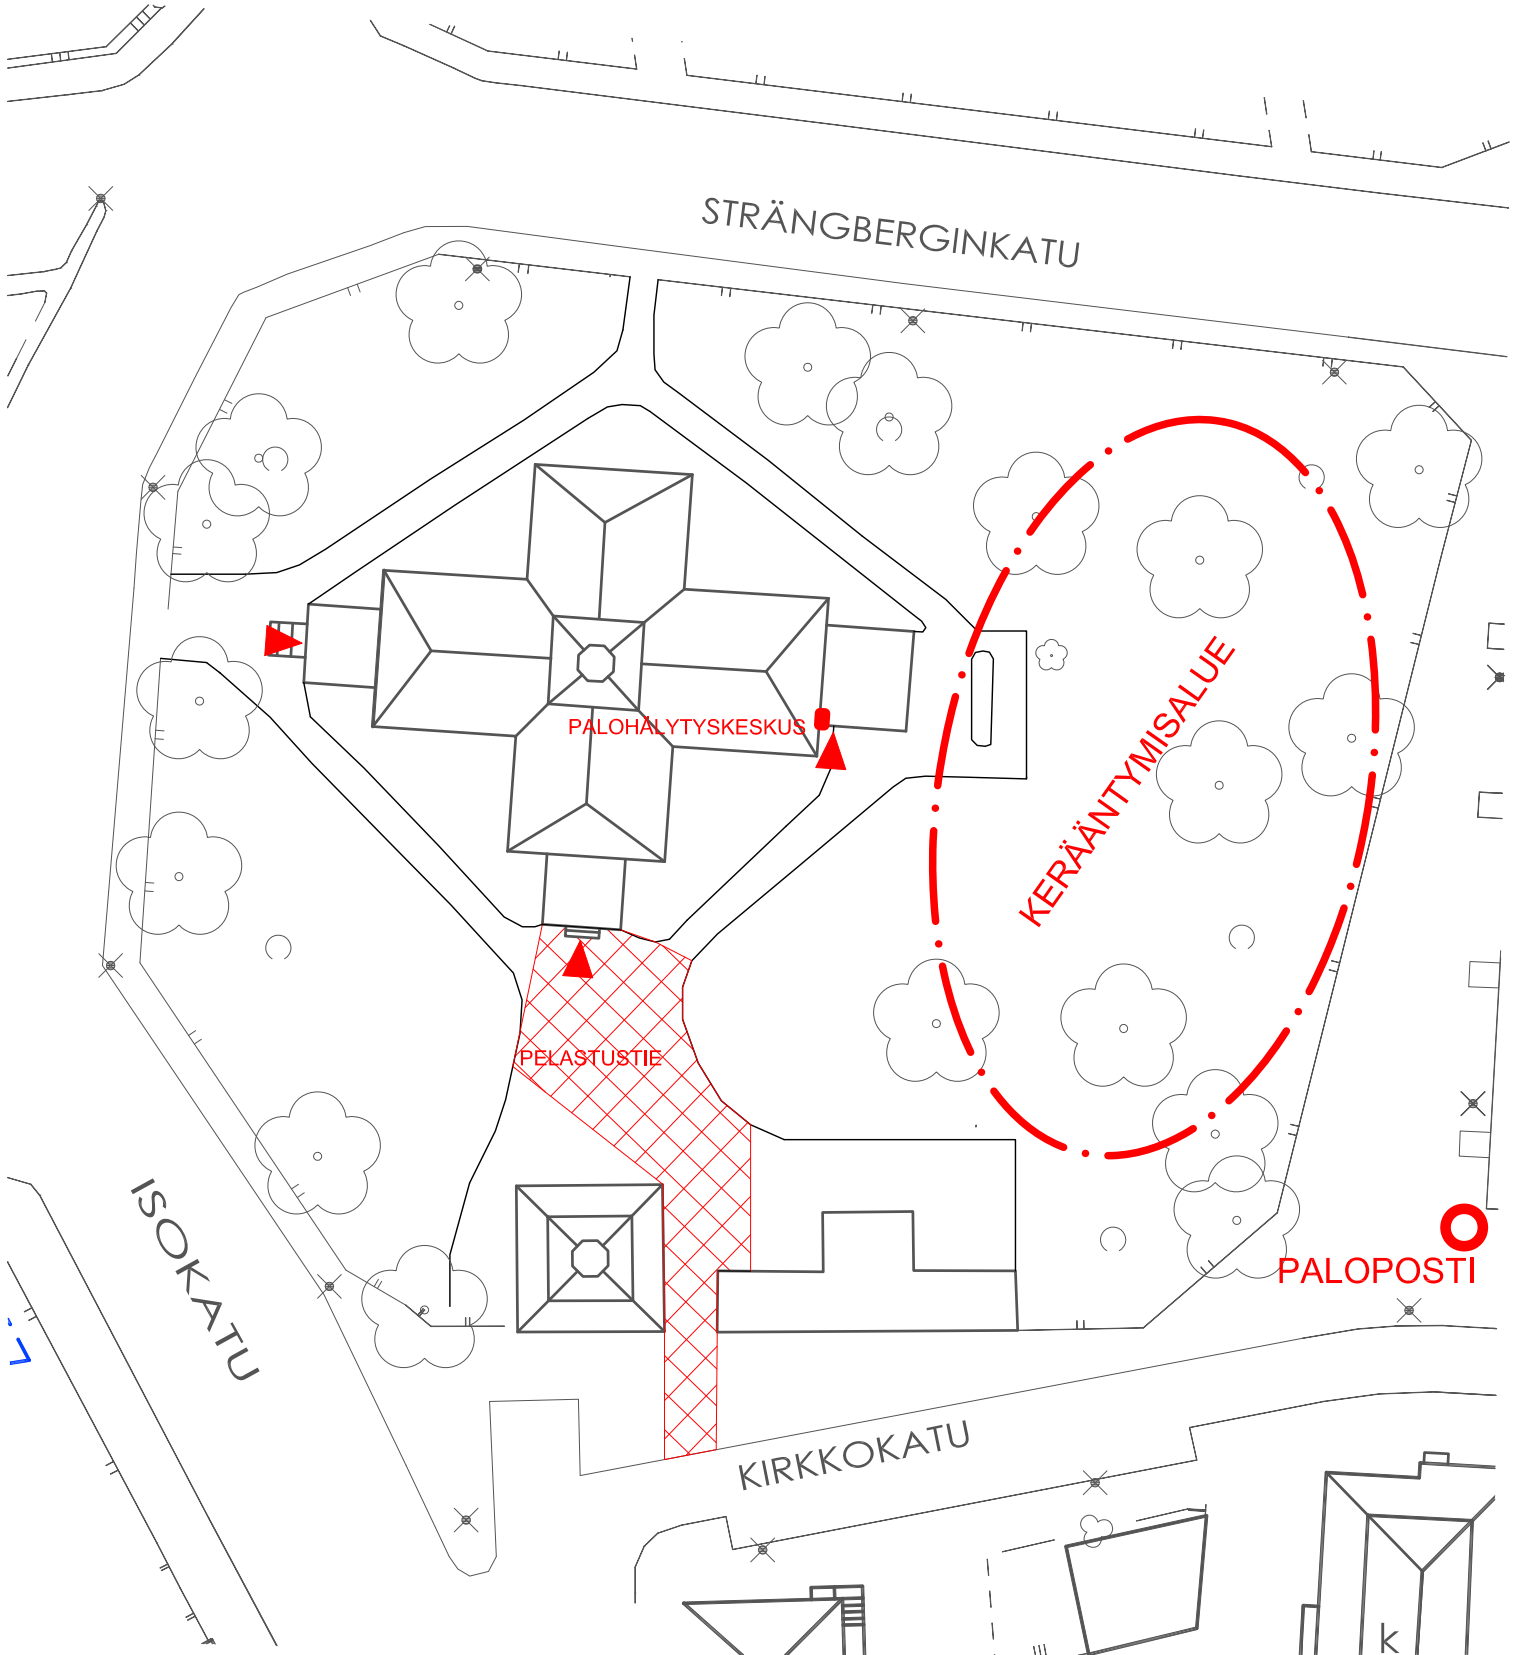 STRÄNGBERGINKATU
PALOHÄLYTYSKESKUS
KERÄÄNTYMISALUE
PELASTUSTIE
ISOKATU
PALOPOSTI
KIRKKOKATU
k